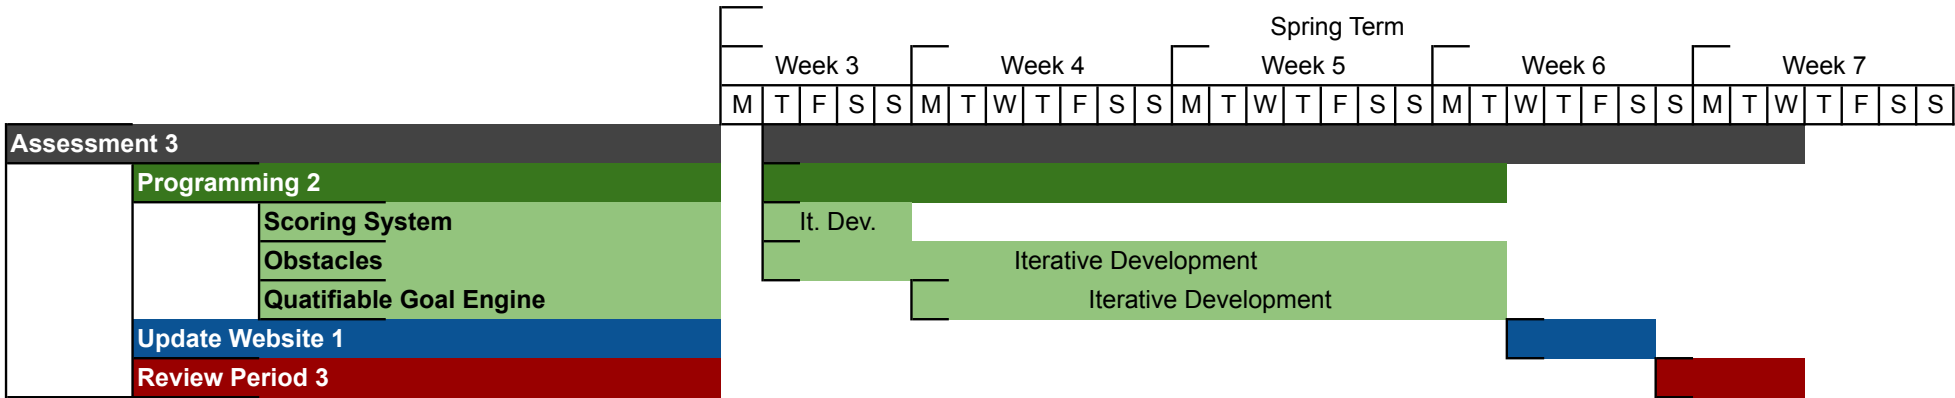 Spring Term
Week 3 Week 4 Week 5 Week 6 Week 7
M T F S S M T W T F S S M T W T F S S M T W T F S S M T W T F S S
Assessment 3
Programming 2
Scoring System It. Dev.
Obstacles Iterative Development
Quatifiable Goal Engine Iterative Development
Update Website 1
Review Period 3